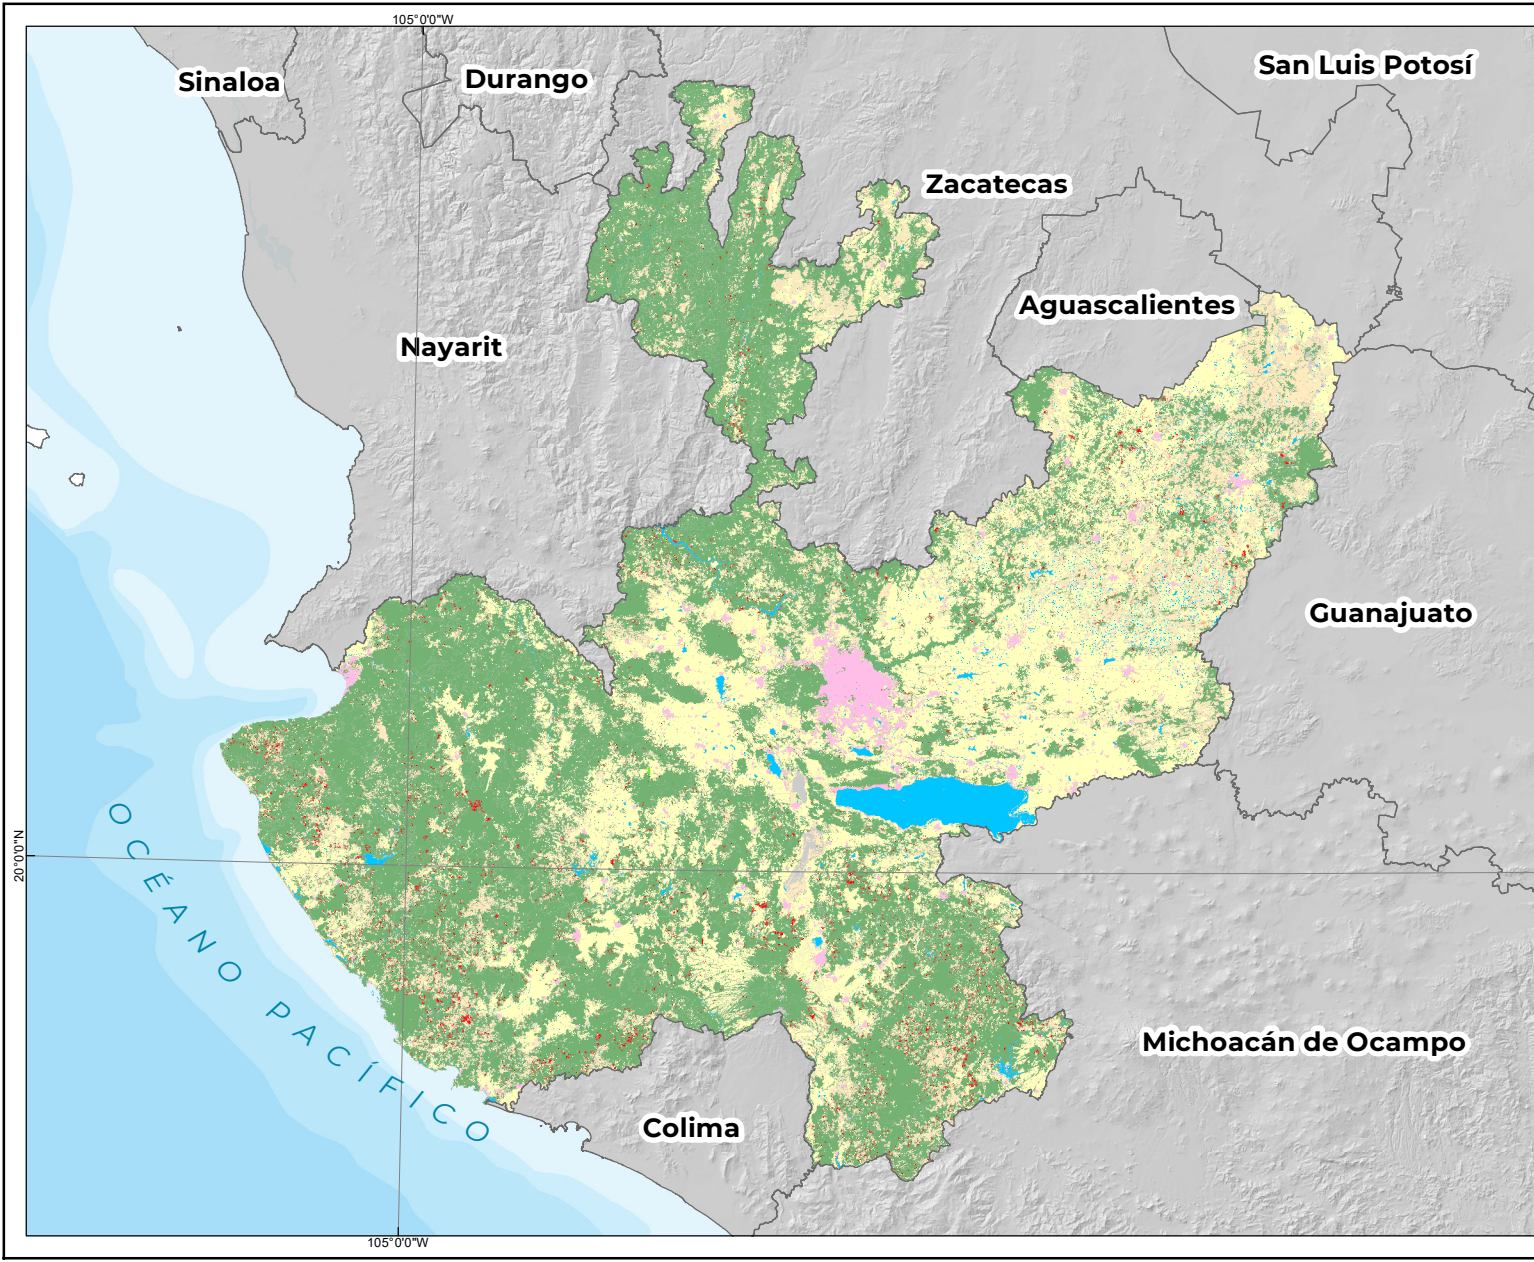 105°0'0"W
Sinaloa
Durango
San Luis Potosí
Zacatecas
Aguascalientes
Nayarit
Guanajuato
20°0'0"N
OCÉANO PACÍFICO
Michoacán de Ocampo
Colima
105°0'0"W